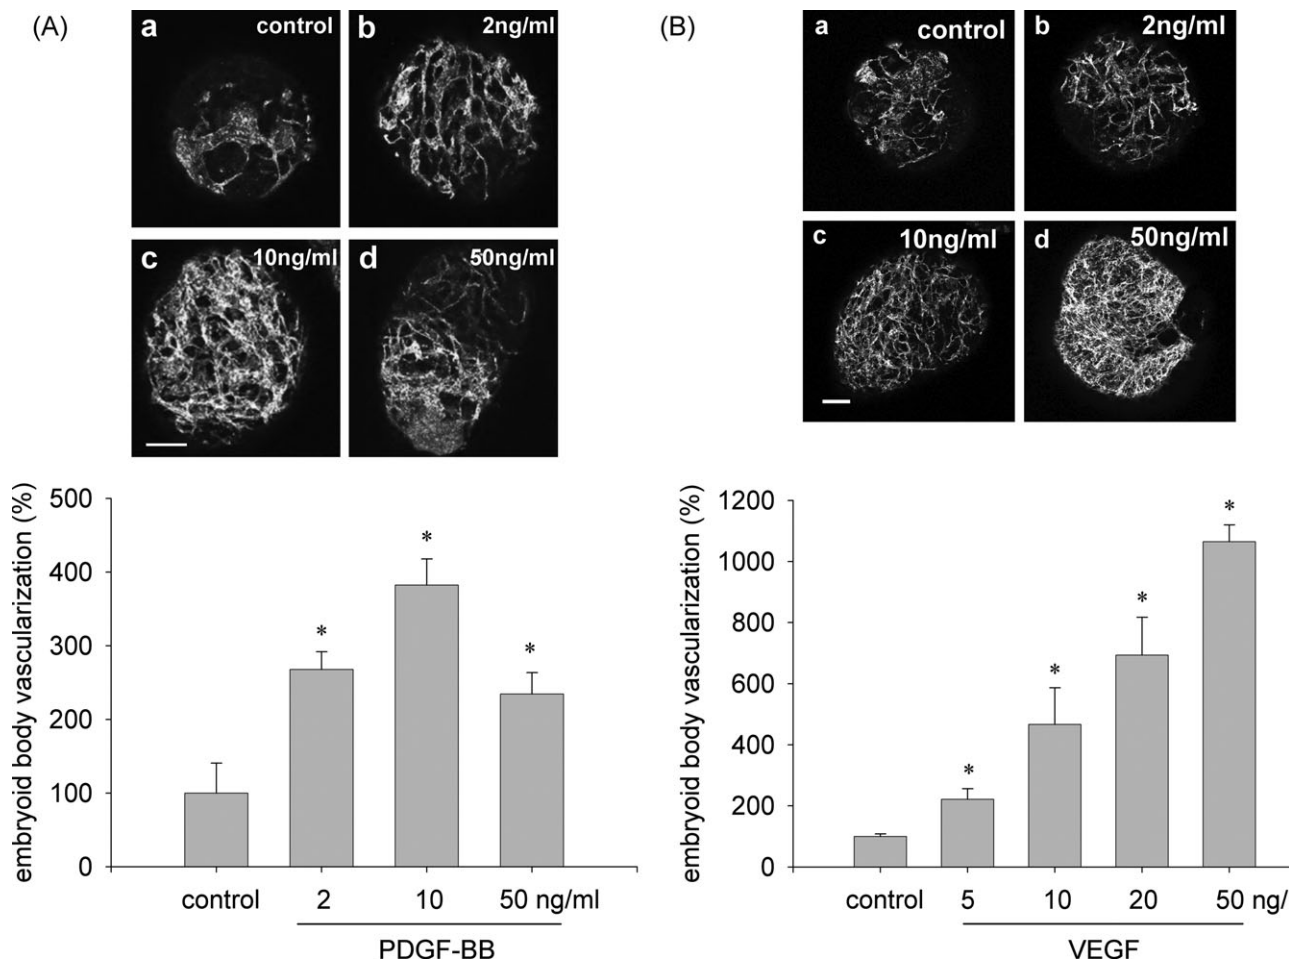 (A)
a control
b 2ng/ml
c 10ng/ml
d 50ng/ml
embryoid body vascularization (%)
500
400
300
200
100
0
control 2 10 50 ng/ml
* * *
PDGF-BB
(B)
a control
b 2ng/ml
c 10ng/ml
d 50ng/ml
embryoid body vascularization (%)
1200
1000
800
600
400
200
0
* * * *
control 5 10 20 50 ng/
VEGF